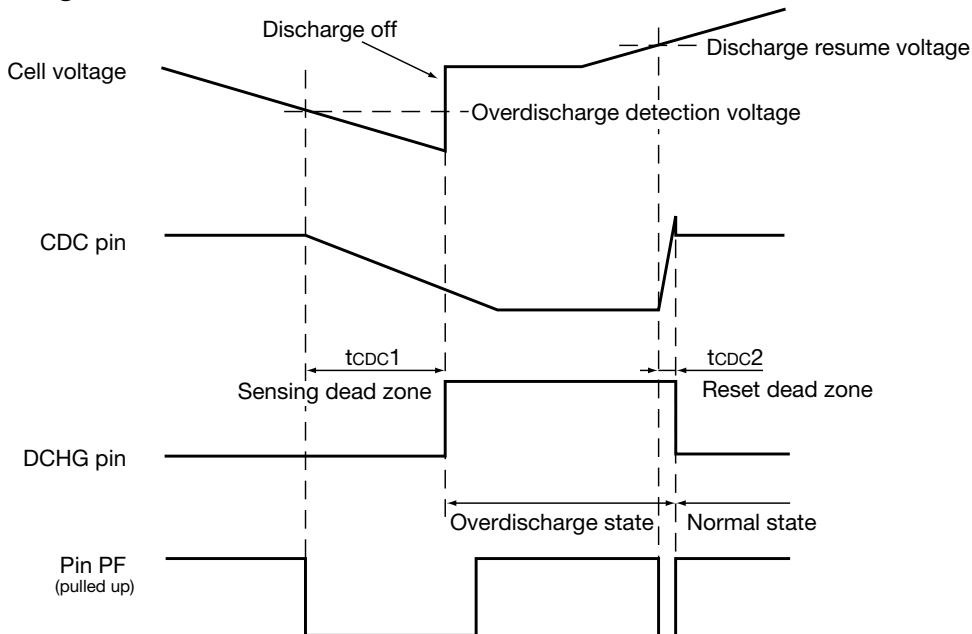 Discharge off
Discharge resume voltage
Cell voltage
Overdischarge detection voltage
CDC pin
tCDC1
tCDC2
Sensing dead zone
Reset dead zone
DCHG pin
Overdischarge state
Normal state
Pin PF
(pulled up)